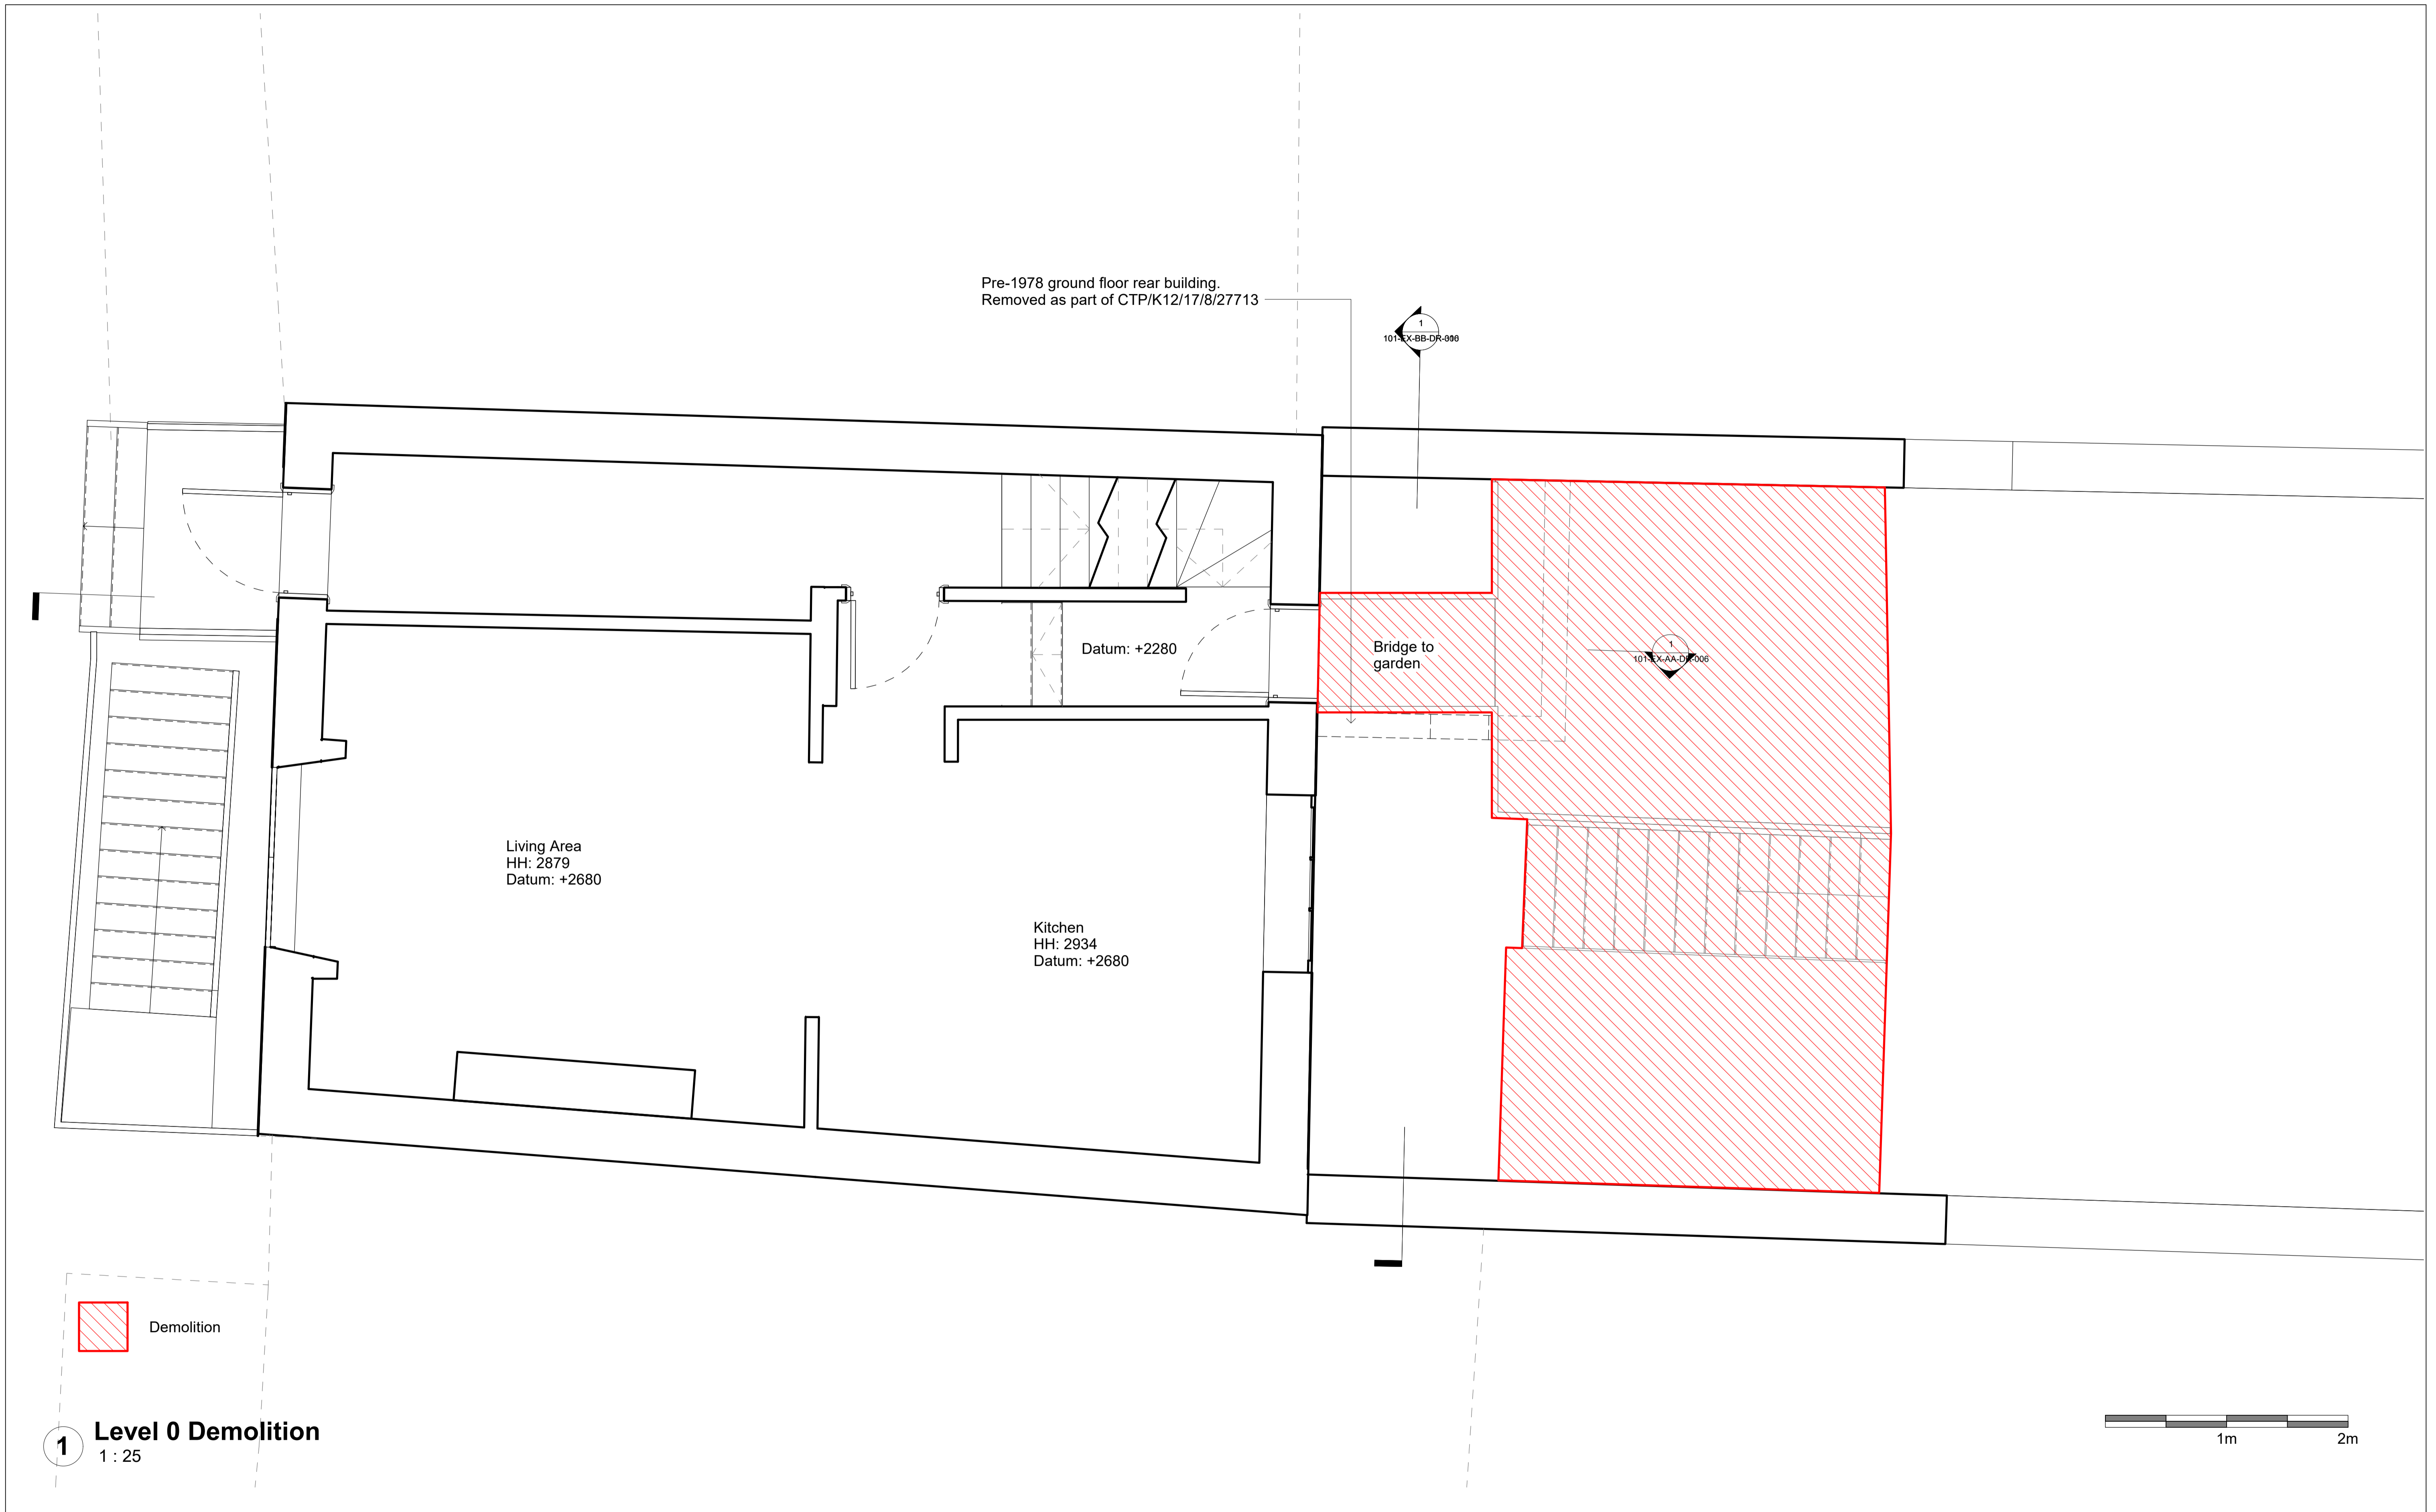 Pre-1978 ground floor rear building.
Removed as part of CTP/K12/17/8/27713
1
101-EX-BB-DR-
Datum: +2280
Bridge to
garden
1
101-EX-AA-DR-006
Living Area
HH: 2879
Datum: +2680
Kitchen
HH: 2934
Datum: +2680
Demolition
1
Level 0 Demolition
1 : 25
1m
2m